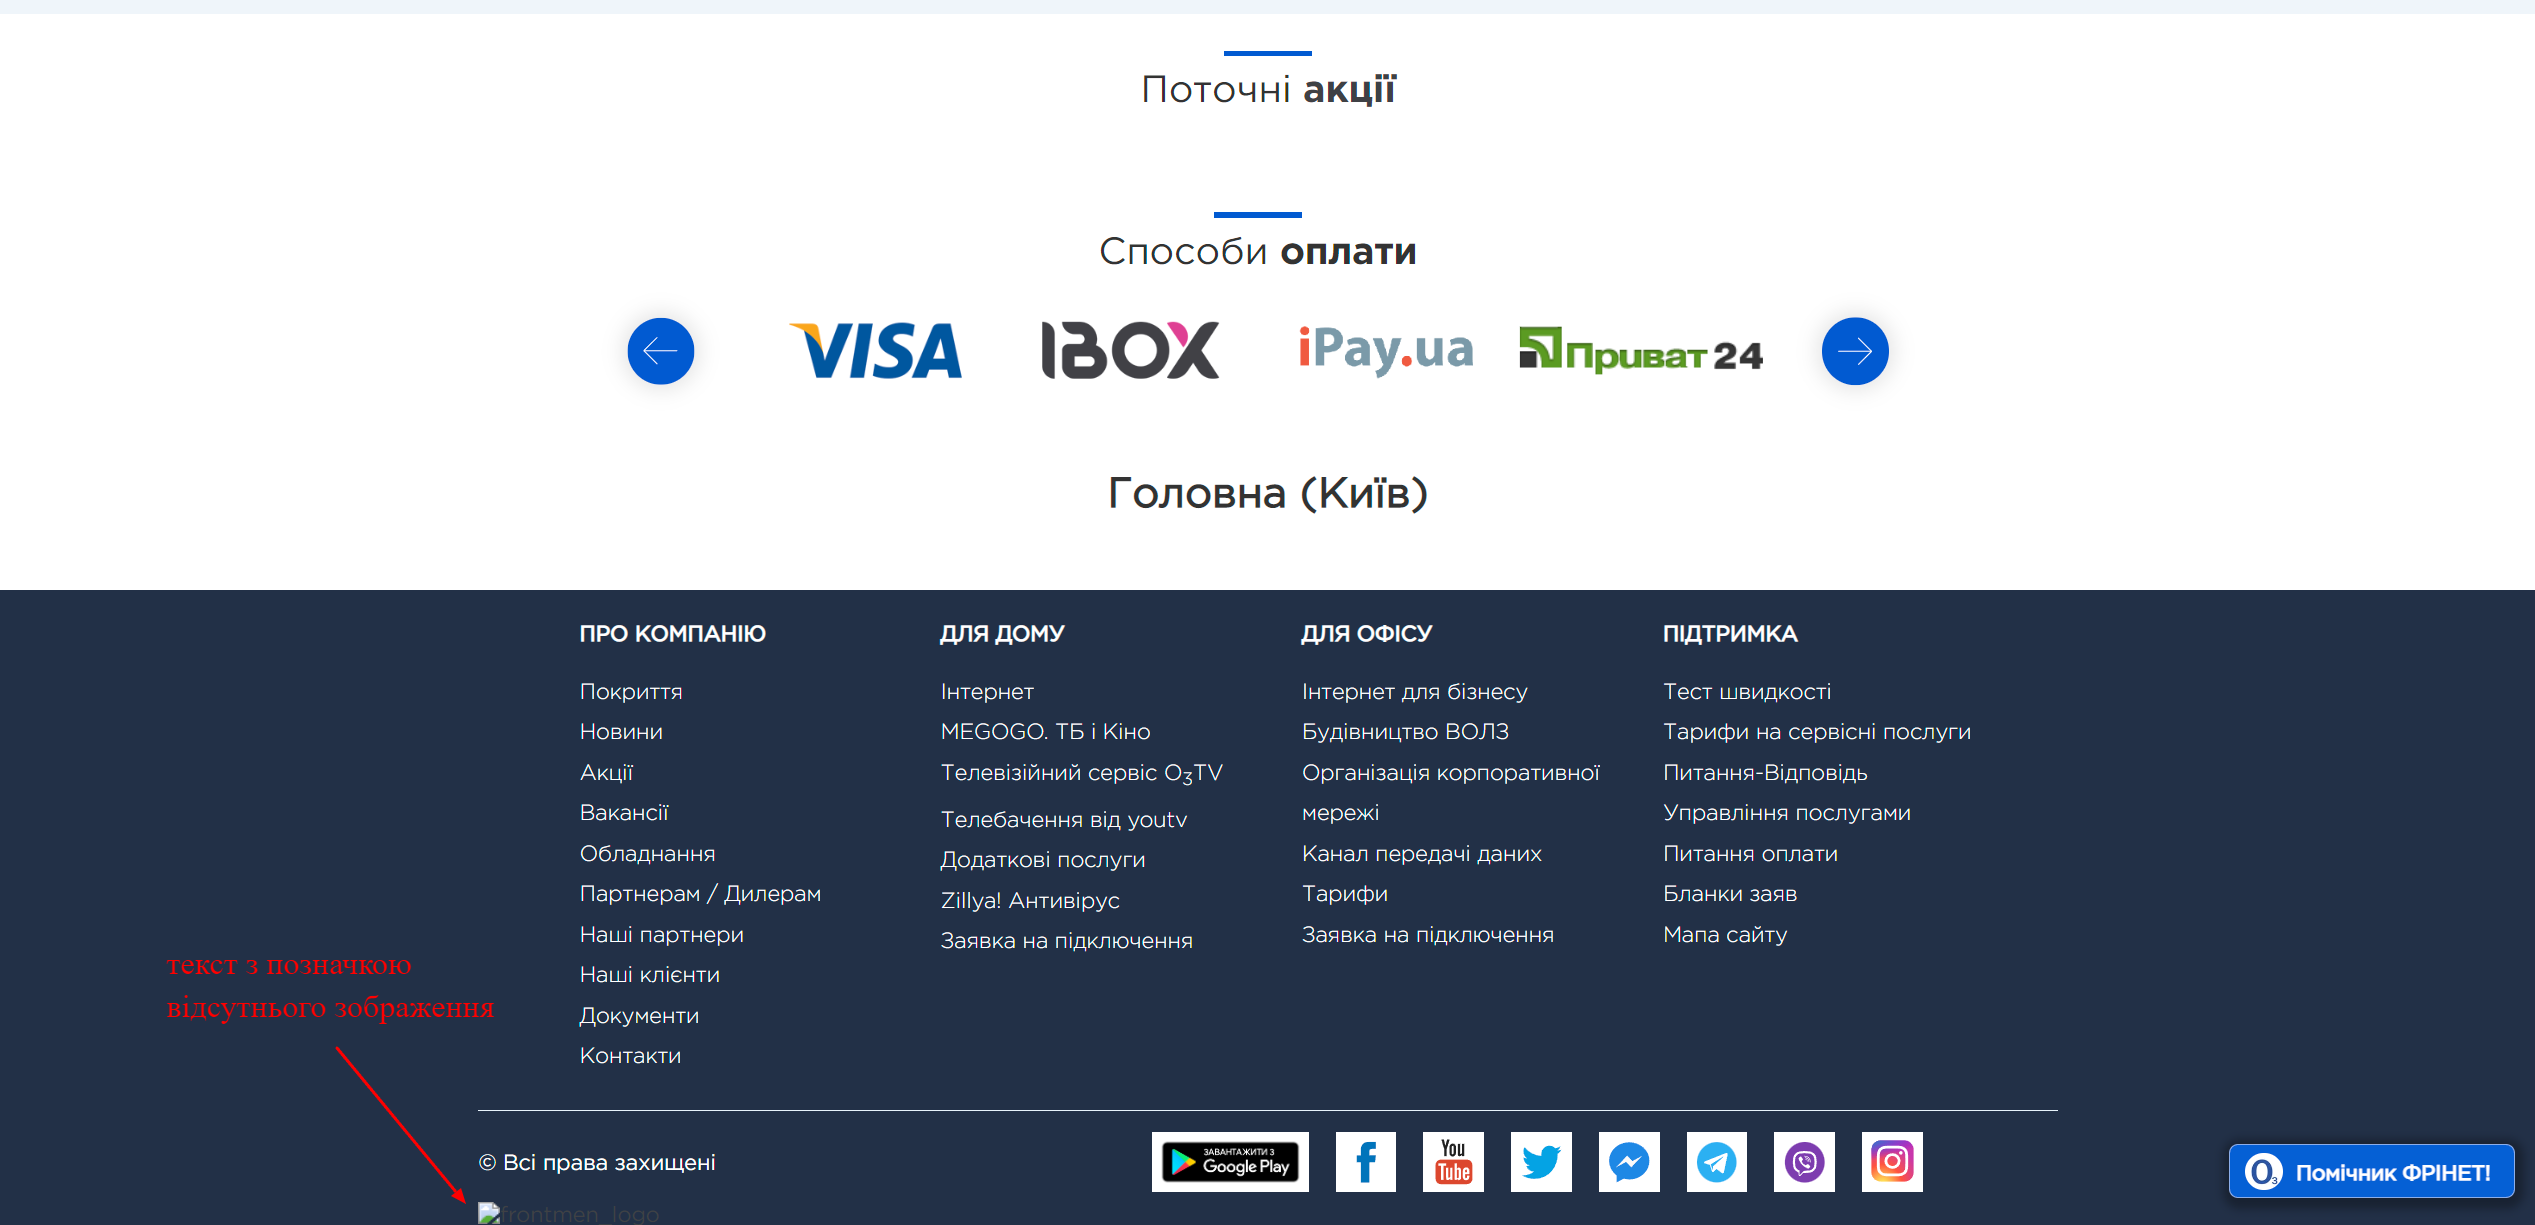 Поточні акції
Способи оплати
VISA
IBOX
iPay.ua
Приват 24
Головна (Київ)
ПРО КОМПАНІЮ
Покриття
Новини
Акції
Вакансії
Обладнання
Партнерам / Дилерам
Наші партнери
Наші клієнти
Документи
Контакти
ДЛЯ ДОМУ
Інтернет
MEGOGO. ТБ і Кіно
Телевізійний сервіс O3TV
Телебачення від youtv
Додаткові послуги
Zillya! Антивірус
Заявка на підключення
ДЛЯ ОФІСУ
Інтернет для бізнесу
Будівництво ВОЛЗ
Організація корпоративної
мережі
Канал передачі даних
Тарифи
Заявка на підключення
ПІДТРИМКА
Тест швидкості
Тарифи на сервісні послуги
Питання-Відповідь
Управління послугами
Питання оплати
Бланки заяв
Мапа сайту
текст з позначкою
відсутнього зображення
© Всі права захищені
ЗАВАНТАЖИТИ З
Google Play
You
Tube
O3 Помічник ФРІНЕТ!
frontmen_logo